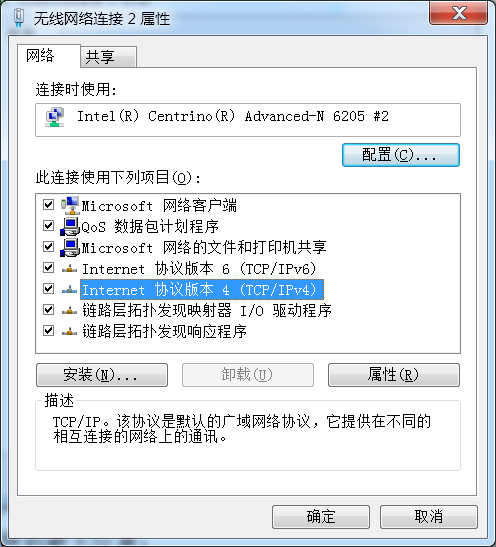 无线网络连接 2 属性
网络
共享
连接时使用:
Intel(R) Centrino(R) Advanced-N 6205 #2
配置(C)...
此连接使用下列项目(O):
Microsoft 网络客户端
QoS 数据包计划程序
Microsoft 网络的文件和打印机共享
Internet 协议版本 6 (TCP/IPv6)
Internet 协议版本 4 (TCP/IPv4)
链路层拓扑发现映射器 I/O 驱动程序
链路层拓扑发现响应程序
安装(N)...
卸载(U)
属性(R)
描述
TCP/IP。该协议是默认的广域网络协议，它提供在不同的
相互连接的网络上的通讯。
确定
取消